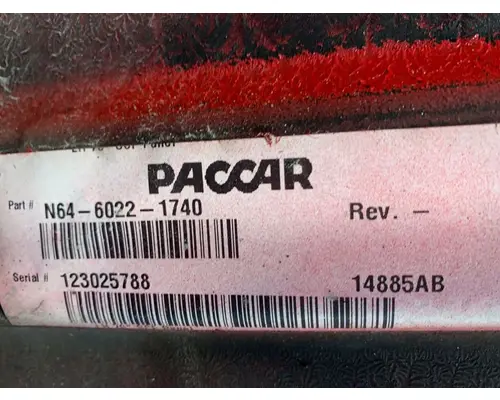 PACCAR
Part # N64-6022-1740 Rev. -
Serial # 123025788 14885AB